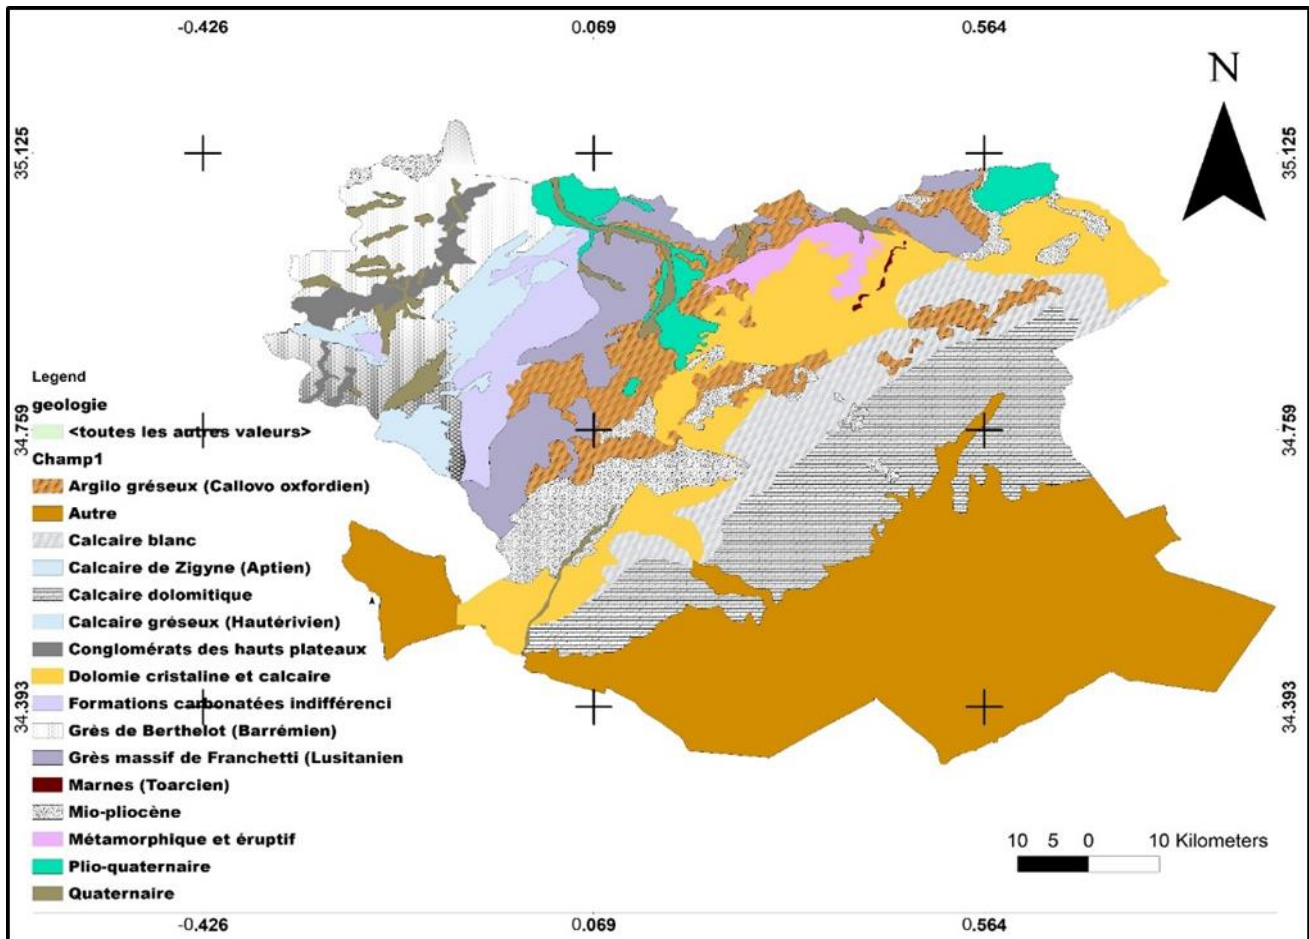 -0.426 0.069 0.564
N
35.125 35.125
Legend
geologie
34.759 34.759
<toutes les autres valeurs>
Champ1
Argilo gréseux (Callovo oxfordien)
Autre
Calcaire blanc
Calcaire de Zigyne (Aptien)
Calcaire dolomitique
Calcaire gréseux (Hautérivien)
Conglomérats des hauts plateaux
Dolomie cristaline et calcaire
34.393 34.393
Formations carbonatées indifférenci
Grès de Berthelot (Barrémien)
Grès massif de Franchetti (Lusitanien
Marnes (Toarcien)
Mio-pliocène
Métamorphique et éruptif
10 5 0 10 Kilometers
Plio-quaternaire
Quaternaire
-0.426 0.069 0.564